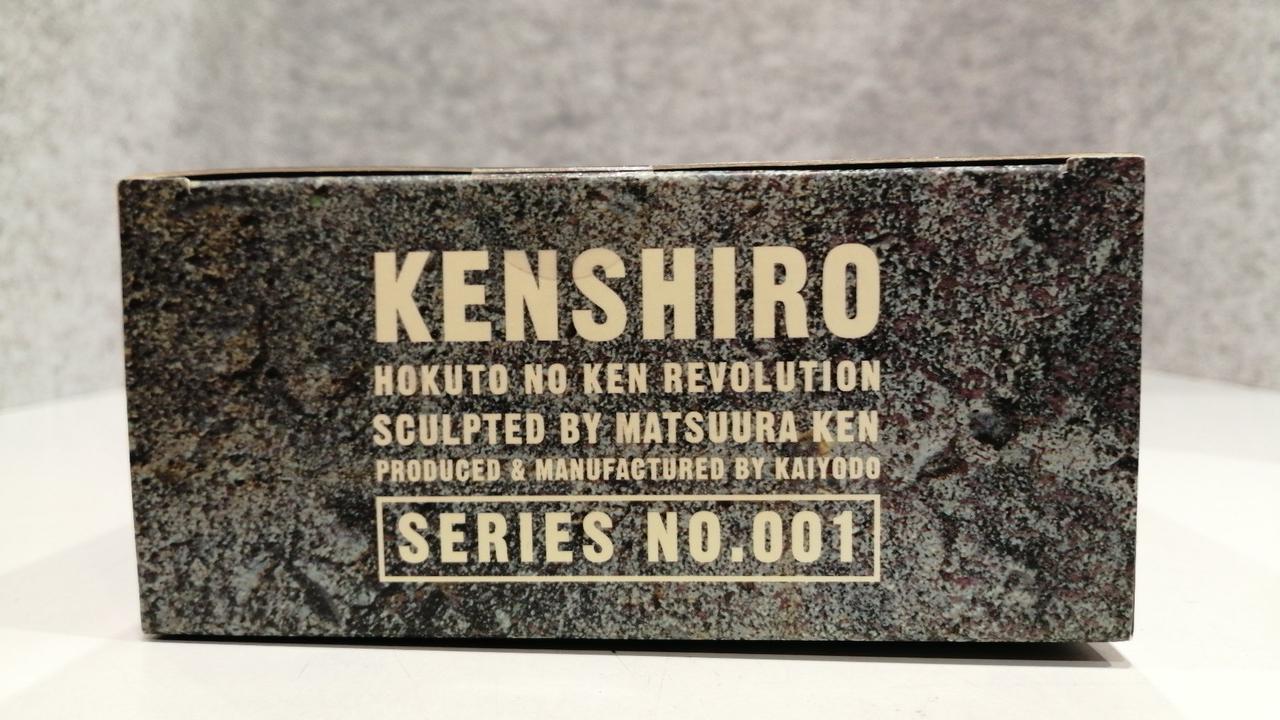 KENSHIRO
HOKUTO NO KEN REVOLUTION
SCULPTED BY MATSUURA KEN
PRODUCED & MANUFACTURED BY KAIYODO
SERIES NO.001